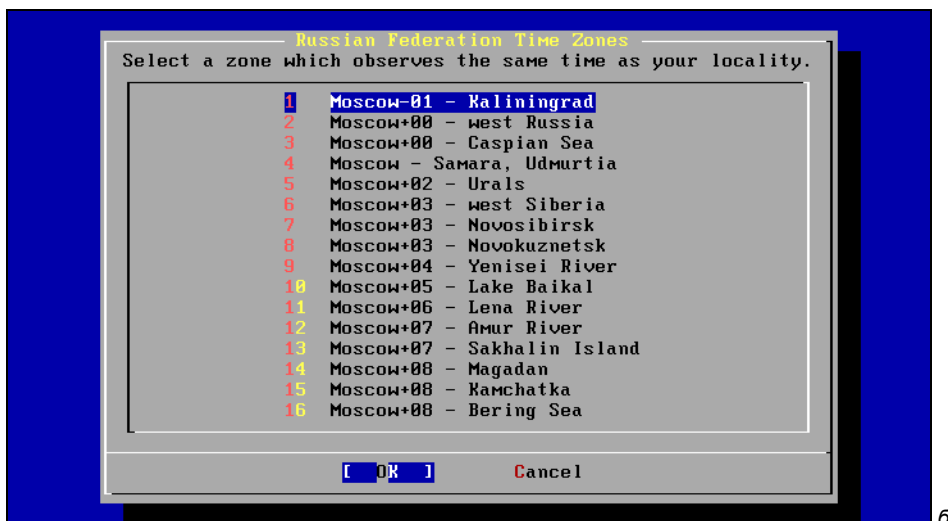 Russian Federation Time Zones
Select a zone which observes the same time as your locality.
1 Moscow-01 - Kaliningrad
2 Moscow+00 - west Russia
3 Moscow+00 - Caspian Sea
4 Moscow - Samara, Udmurtia
5 Moscow+02 - Urals
6 Moscow+03 - west Siberia
7 Moscow+03 - Novosibirsk
8 Moscow+03 - Novokuznetsk
9 Moscow+04 - Yenisei River
10 Moscow+05 - Lake Baikal
11 Moscow+06 - Lena River
12 Moscow+07 - Amur River
13 Moscow+07 - Sakhalin Island
14 Moscow+08 - Magadan
15 Moscow+08 - Kamchatka
16 Moscow+08 - Bering Sea
[ OK ] Cancel